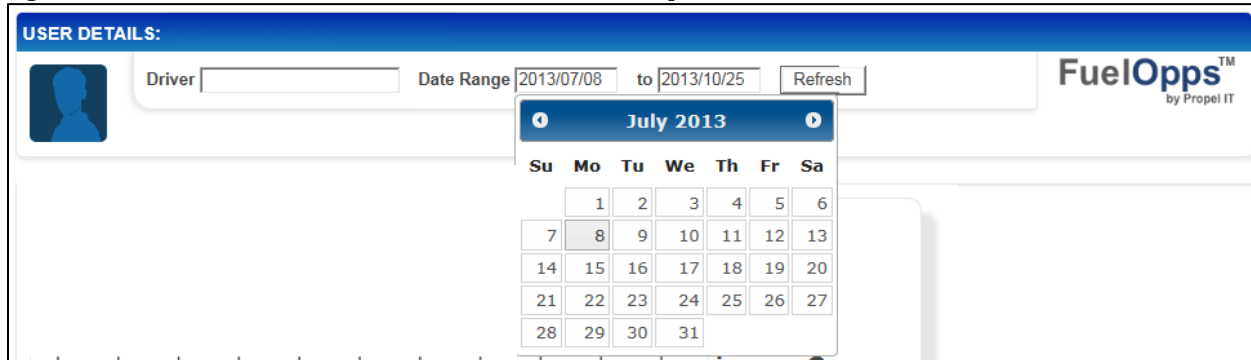 USER DETAILS:
Driver Date Range 2013/07/08 to 2013/10/25 Refresh
FuelOpps™
by Propel IT
July 2013
Su Mo Tu We Th Fr Sa
1 2 3 4 5 6
7 8 9 10 11 12 13
14 15 16 17 18 19 20
21 22 23 24 25 26 27
28 29 30 31